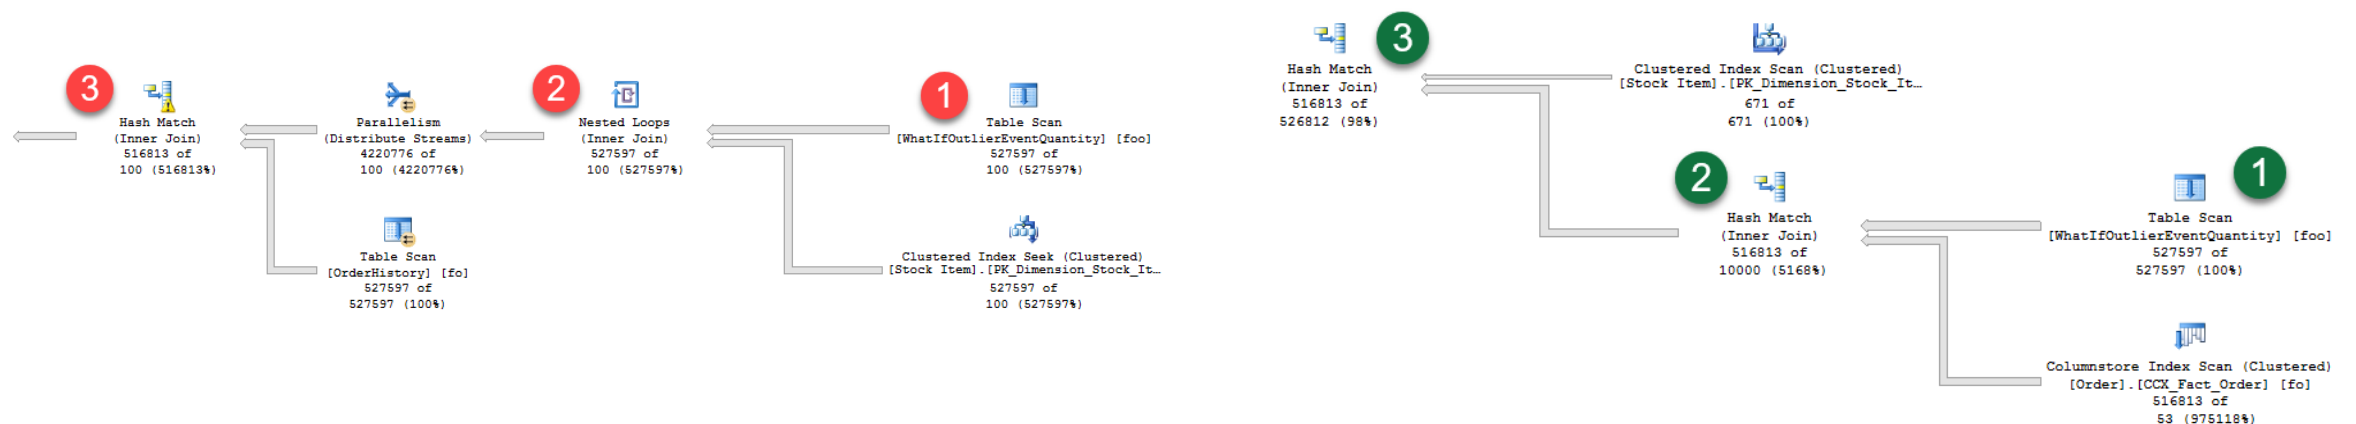 3
Hash Match
(Inner Join)
516813 of
100 (516813%)
Parallelism
(Distribute Streams)
4220776 of
100 (4220776%)
Table Scan
[OrderHistory] [fo]
527597 of
527597 (100%)
2
Nested Loops
(Inner Join)
527597 of
100 (527597%)
1
Table Scan
[WhatIfOutlierEventQuantity] [foo]
527597 of
100 (527597%)
Clustered Index Seek (Clustered)
[Stock Item].[PK_Dimension_Stock_It…
527597 of
100 (527597%)
3
Hash Match
(Inner Join)
516813 of
526812 (98%)
Clustered Index Scan (Clustered)
[Stock Item].[PK_Dimension_Stock_It…
671 of
671 (100%)
2
Hash Match
(Inner Join)
516813 of
10000 (5168%)
1
Table Scan
[WhatIfOutlierEventQuantity] [foo]
527597 of
527597 (100%)
Columnstore Index Scan (Clustered)
[Order].[CCX_Fact_Order] [fo]
516813 of
53 (975118%)